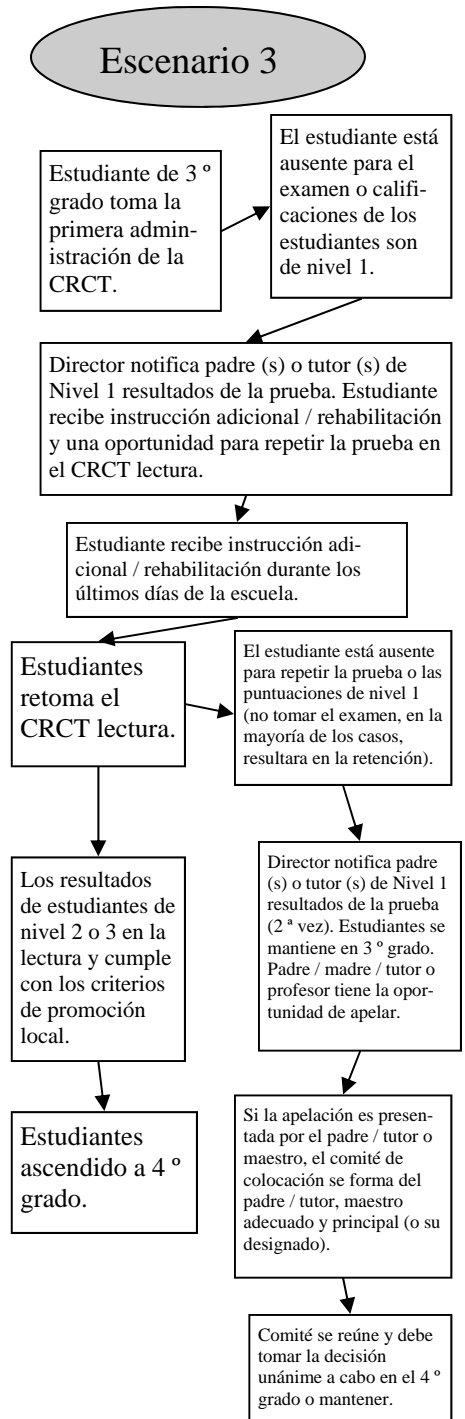 Escenario 3
Estudiante de 3 º
grado toma la
primera admin-
istración de la
CRCT.
El estudiante está
ausente para el
examen o califi-
caciones de los
estudiantes son
de nivel 1.
Director notifica padre (s) o tutor (s) de
Nivel 1 resultados de la prueba. Estudiante
recibe instrucción adicional / rehabilitación
y una oportunidad para repetir la prueba en
el CRCT lectura.
Estudiante recibe instrucción adi-
cional / rehabilitación durante los
últimos días de la escuela.
Estudiantes
retoma el
CRCT lectura.
El estudiante está ausente
para repetir la prueba o las
puntuaciones de nivel 1
(no tomar el examen, en la
mayoría de los casos,
resultara en la retención).
Los resultados
de estudiantes de
nivel 2 o 3 en la
lectura y cumple
con los criterios
de promoción
local.
Director notifica padre
(s) o tutor (s) de Nivel 1
resultados de la prueba
(2 ª vez). Estudiantes se
mantiene en 3 º grado.
Padre / madre / tutor o
profesor tiene la opor-
tunidad de apelar.
Estudiantes
ascendido a 4 º
grado.
Si la apelación es presen-
tada por el padre / tutor o
maestro, el comité de
colocación se forma del
padre / tutor, maestro
adecuado y principal (o su
designado).
Comité se reúne y debe
tomar la decisión
unánime a cabo en el 4 º
grado o mantener.